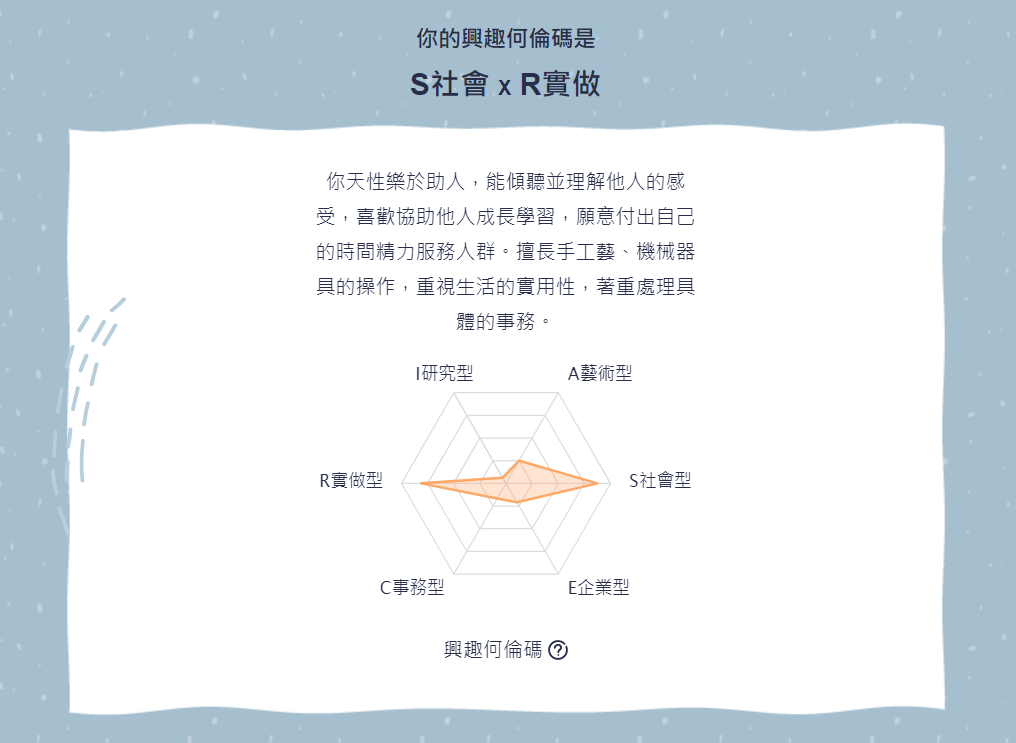 你的興趣何倫碼是
S社會 x R實做
你天性樂於助人，能傾聽並理解他人的感
受，喜歡協助他人成長學習，願意付出自己
的時間精力服務人群。擅長手工藝、機械器
具的操作，重視生活的實用性，著重處理具
體的事務。
I研究型
A藝術型
R實做型
S社會型
C事務型
E企業型
興趣何倫碼 ?